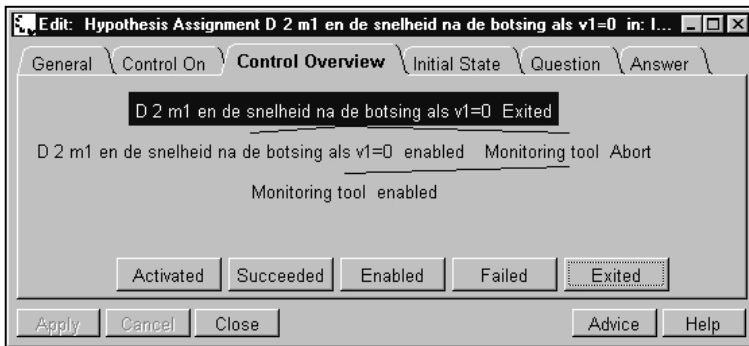 Edit: Hypothesis Assignment D 2 m1 en de snelheid na de botsing als v1=0 in: I...
General Control On Control Overview Initial State Question Answer
D 2 m1 en de snelheid na de botsing als v1=0 Exited
D 2 m1 en de snelheid na de botsing als v1=0 enabled Monitoring tool Abort
Monitoring tool enabled
Activated Succeeded Enabled Failed Exited
Apply Cancel Close Advice Help